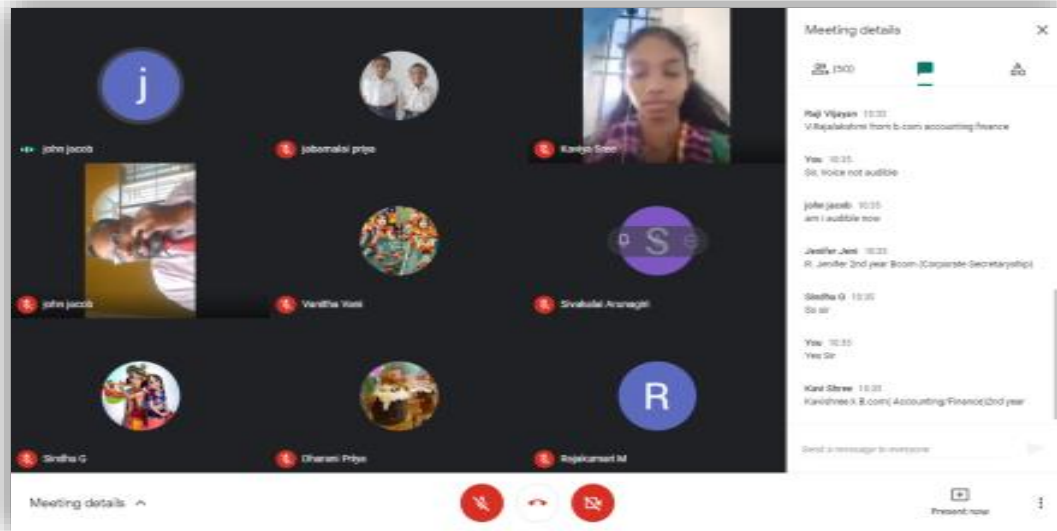 j
john jacob
jabamalai priya
Kaviya Sree
john jacob
Vanitha Vani
D S G
Sivakalai Arunagiri
Sindha G
Dharani Priya
R
Rajakumari M
Meeting details
(50)
Raji Vijayan 10:35
V.Rajalakshmi from b.com accounting finance
You 10:35
Sir, Voice not audible
john jacob 10:35
am i audible now
Jenifer Jeni 10:35
R. Jenifer 2nd year Bcom (Corporate Secretaryship)
Sindha G 10:35
sir
You 10:35
Yes Sir
Kavi Shree 10:35
Kavishree.k B.com( Accounting/Finance)2nd year
Send a message to everyone
Meeting details
Present now